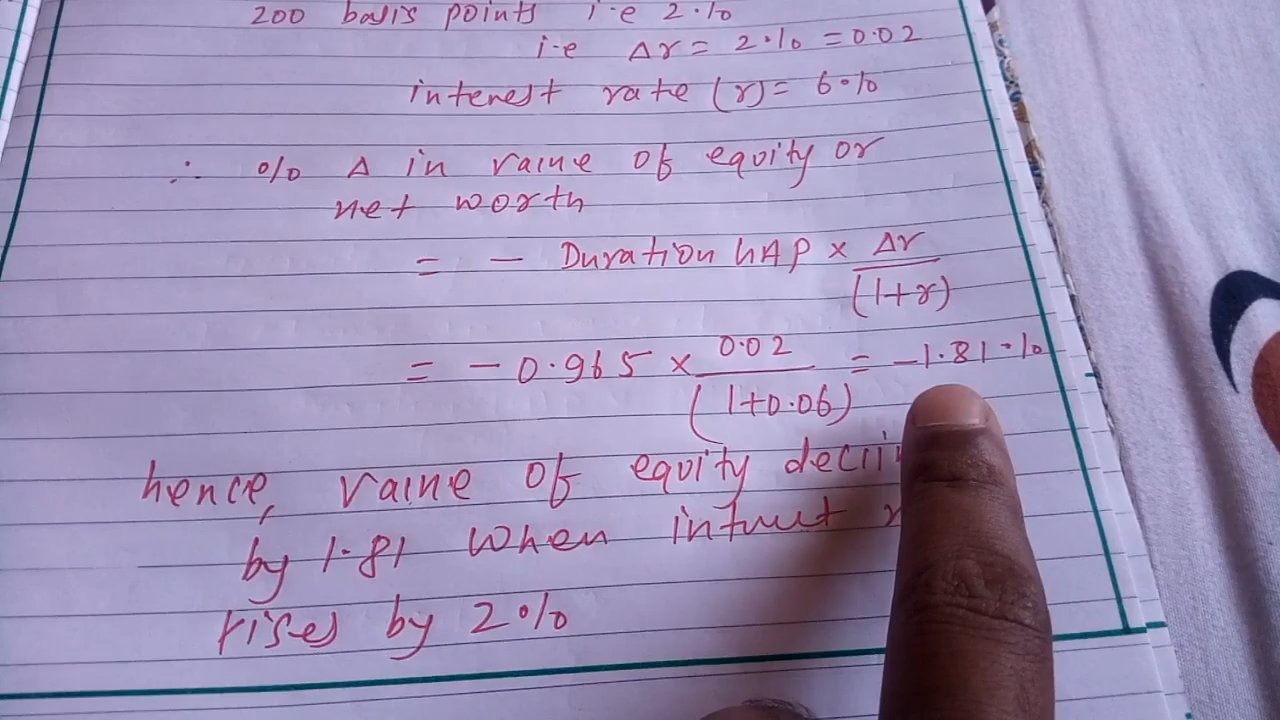 200 basis points i.e 2%
i.e Δr = 2% = 0.02
interest rate (r) = 6%
∴ % Δ in value of equity or
net worth
= - Duration GAP × Δr/(1+r)
= - 0.965 × 0.02/(1+0.06) = -1.81%
hence, value of equity
by 1.81 when
rises by 2%